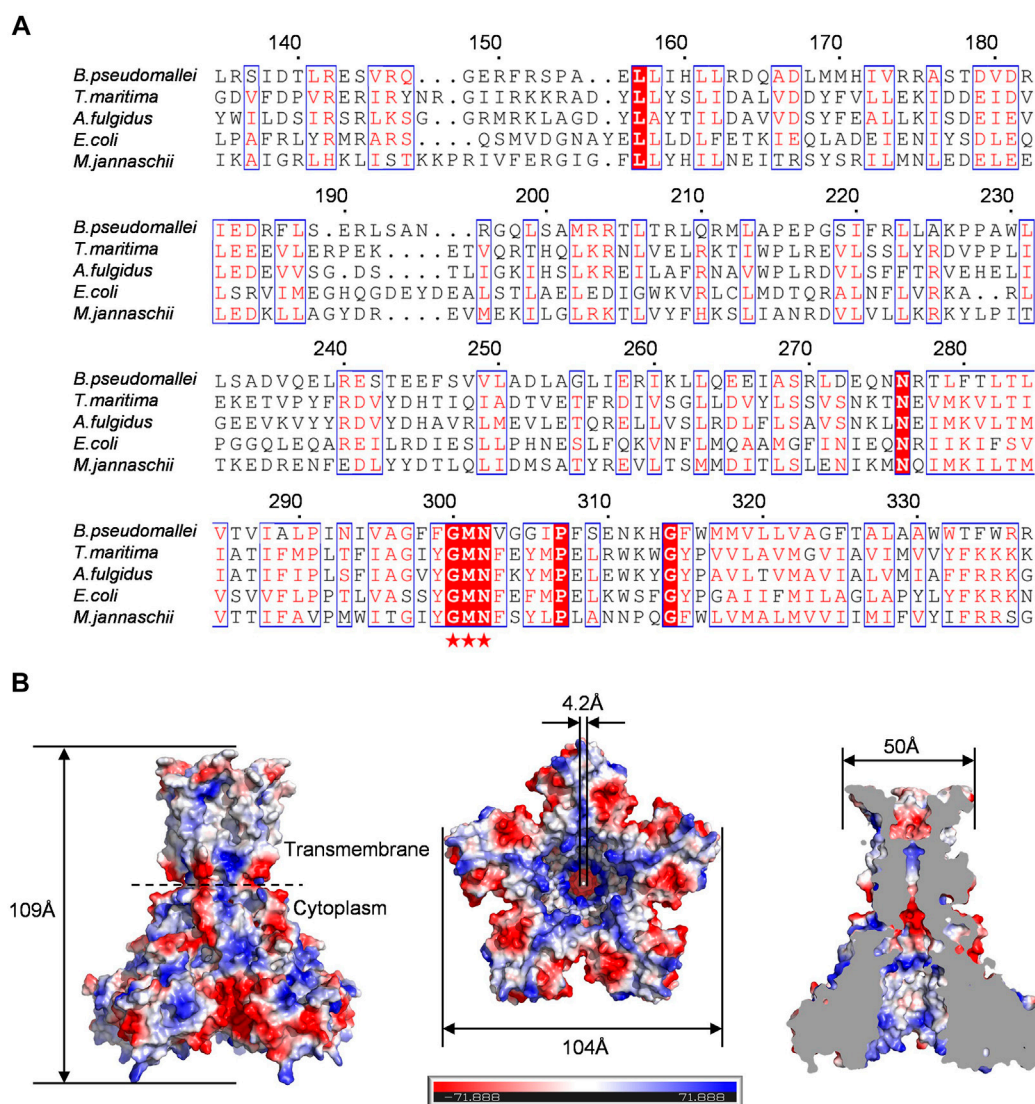 A
140 150 160 170 180
B.pseudomallei LRSIDTLRESVRQ...GERFRSPA..ELLIHLLRDQADLMMHIVRRASTDVDR
T.maritima GDVFDPVRERIRYNR.GIIRKKRAD.YLLYSLIDALVDDYFVLLEKIDDEIDV
A.fulgidus YWILDSIRSRLKSG..GRMRKLAGD.YLAYTILDAVVDSYFEALLKISDEIDV
E.coli LPAFRLYMRARS.....QSMVDGNAYELLLDLFETKIEQLADEIENIYSDLEQ
M.jannaschii IKAIGRLHKLISTKKPRIVFERGIG.FLLYHILNEITRSYSRILMNLEDELEE
190 200 210 220 230
B.pseudomallei IEDRFLS.ERLSAN...RGQLSAMRRTLTRLQRMLAPEPGSIFRLLAKPPAWL
T.maritima LEEEVLERPEK....ETVQRTHQLKRNLVELRKTIWPLREVLSSLYRDVPPLI
A.fulgidus LEDEVVSG.DS....TLIGKIHSLKREILAFRNAVWPLRDVLSFFTRVEHELI
E.coli LSRVIMEGHQGDEYDEALSTLAELEDIGWKVRLCLMDTQRALNFLVRKA..RL
M.jannaschii LEDKLLAGYDR....EVMEKILGLRKTLVYFHKSLIANRDVLVLLKRKYLPIT
240 250 260 270 280
B.pseudomallei LSADVQELRESTEEFSVVLADLAGLIERIKLLQEEIASRLDEQNNRTLFTLTL
T.maritima EKETVPYFRDVYDHTIQIADTVETFRDIVSGLLDVYLSSVSNKTNEVMKVLTI
A.fulgidus GEEVKVYYRDVYDHAVRLMEVLETQRELLVSLRDLFLSAVSNKLNEIMKVLTM
E.coli PGGQLEQAREILRDIESLLPHNESLFQKVNFLMQAAMGFINIEQNRIIKIFSV
M.jannaschii TKEDRENFEDLYYDTLQLIDMSATYREVLTSMMDITLSLENIKMNQIMKILTM
290 300 310 320 330
B.pseudomallei VTVIALPINIVAGFFGMNVGGIPFSENKHGFWMMVLLVAGFTALAAWWTFWRR
T.maritima IATIFMPLTFIAGIYGMNFEYMPELRWKWGYPVVLAVMGVIAVIMVVYFKKKK
A.fulgidus IATIFIPLSFIAGVYGMNFKYMPELEWKYGYPAVLTVMAVIALVMIAFFRRKG
E.coli VSVVFLPPTLVASSYGMNFEFMPELKWSFGYPGAIIFMILAGLAPYLYFKRKN
M.jannaschii VTTIFAVPMWITGIYGMNFSYLPLANNPQGFWLVMALMVVIVMIFVYIFRRSG
B
109Å
Transmembrane
Cytoplasm
4.2Å
104Å
50Å
-71.888 71.888